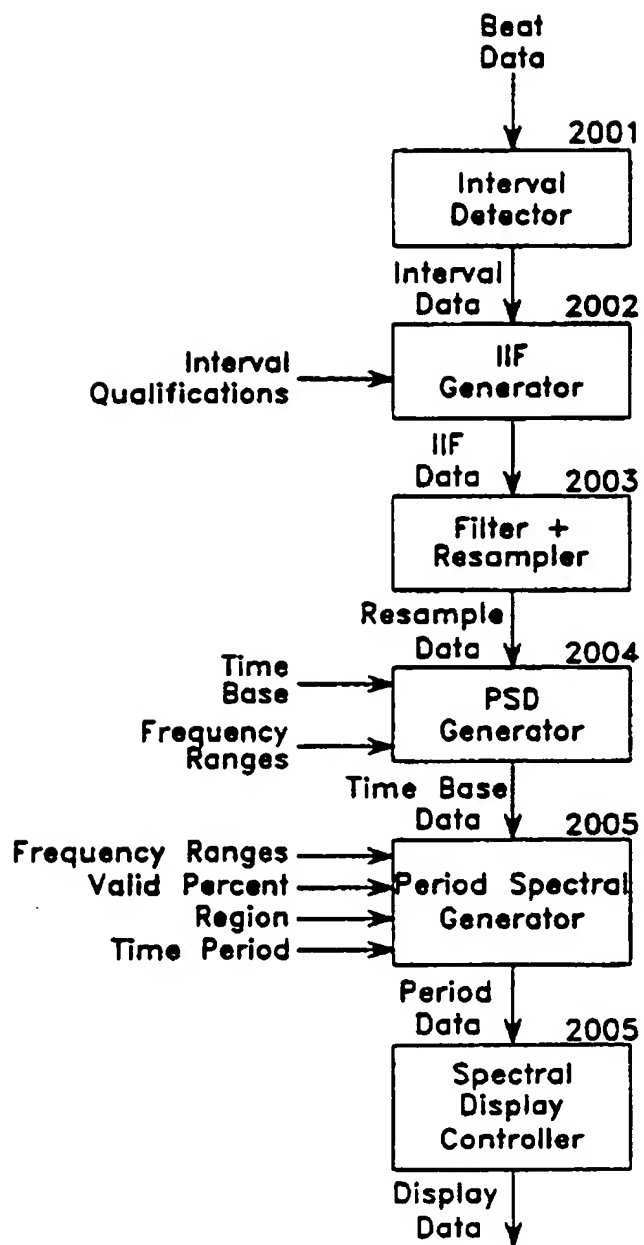 Beat
Data
2001
Interval
Detector
Interval
Data
2002
Interval
Qualifications
IIF
Generator
IIF
Data
2003
Filter +
Resampler
Resample
Data
2004
Time
Base
Frequency
Ranges
PSD
Generator
Time Base
Data
2005
Frequency Ranges
Valid Percent
Region
Time Period
Period Spectral
Generator
Period
Data
2005
Spectral
Display
Controller
Display
Data